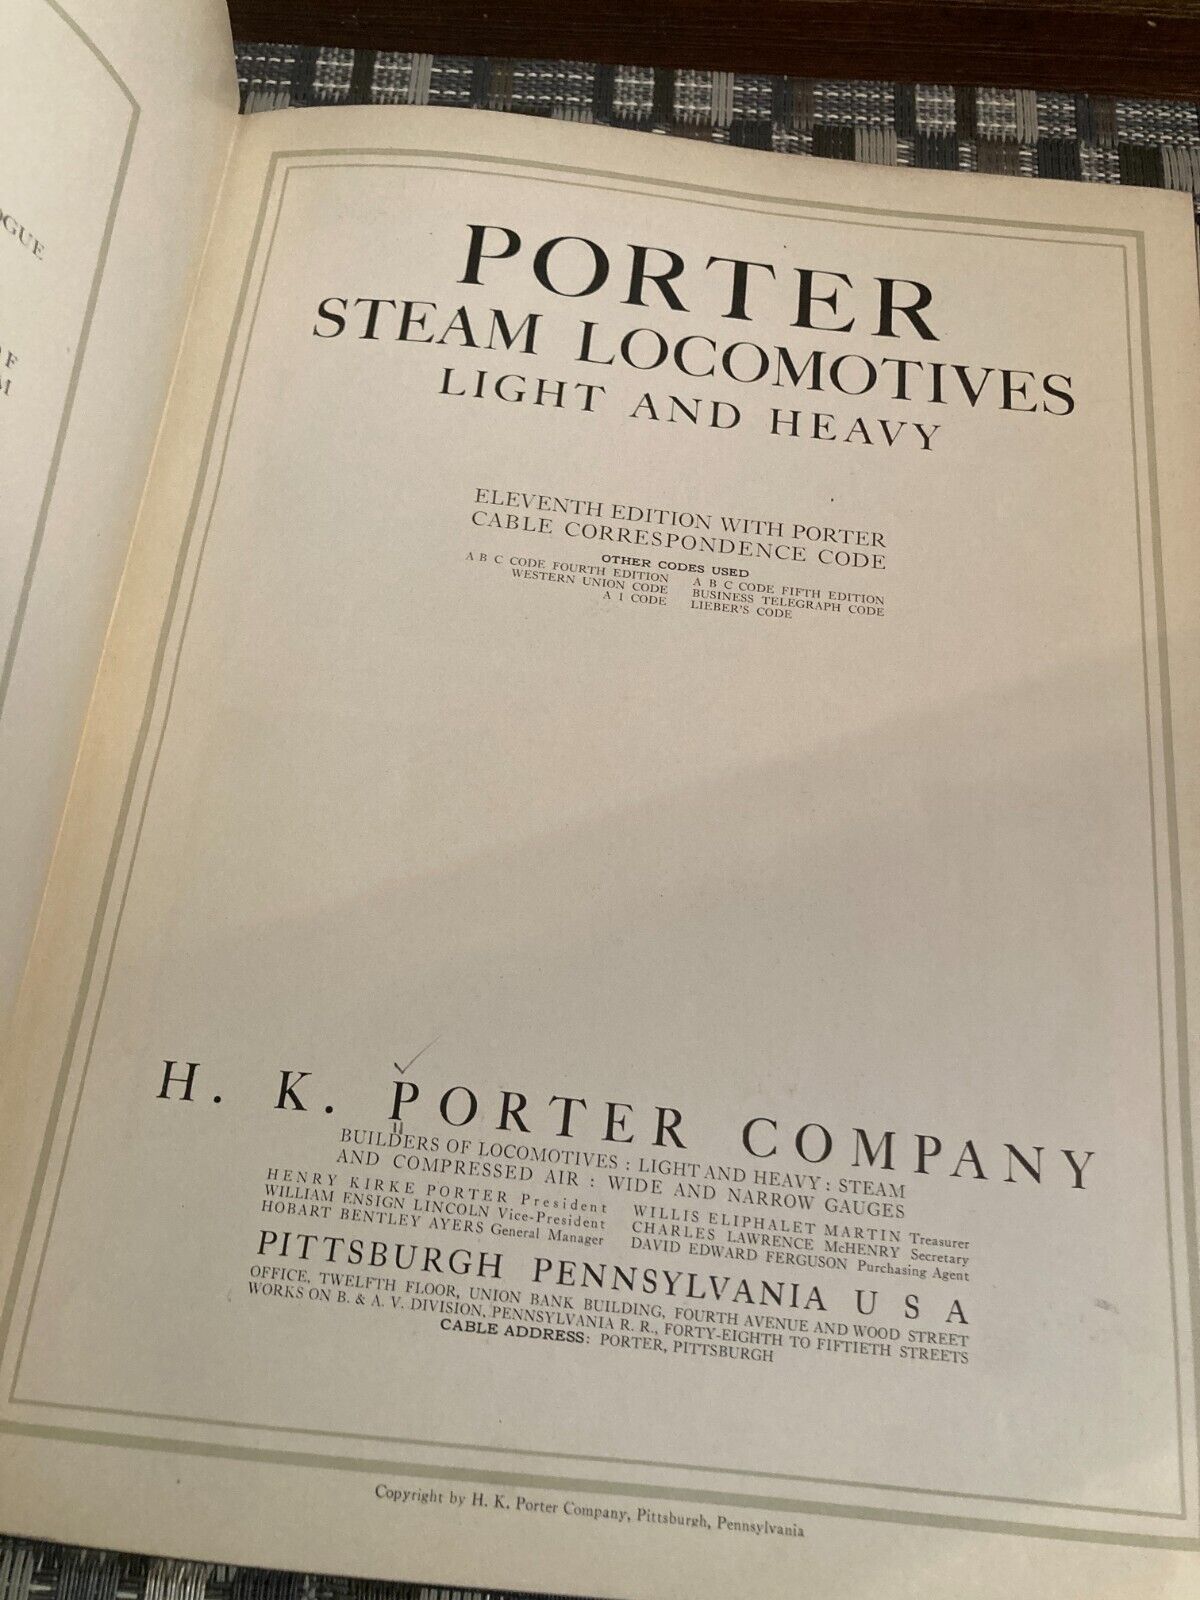 OGUE
OF
M
PORTER
STEAM LOCOMOTIVES
LIGHT AND HEAVY
ELEVENTH EDITION WITH PORTER
CABLE CORRESPONDENCE CODE
OTHER CODES USED
A B C CODE FOURTH EDITION A B C CODE FIFTH EDITION
WESTERN UNION CODE BUSINESS TELEGRAPH CODE
A I CODE LIEBER'S CODE
H. K. PORTER COMPANY
BUILDERS OF LOCOMOTIVES : LIGHT AND HEAVY : STEAM
AND COMPRESSED AIR : WIDE AND NARROW GAUGES
HENRY KIRKE PORTER President WILLIS ELIPHALET MARTIN Treasurer
WILLIAM ENSIGN LINCOLN Vice-President CHARLES LAWRENCE McHENRY Secretary
HOBART BENTLEY AYERS General Manager DAVID EDWARD FERGUSON Purchasing Agent
PITTSBURGH PENNSYLVANIA U S A
OFFICE, TWELFTH FLOOR, UNION BANK BUILDING, FOURTH AVENUE AND WOOD STREET
WORKS ON B. & A. V. DIVISION, PENNSYLVANIA R. R., FORTY-EIGHTH TO FIFTIETH STREETS
CABLE ADDRESS: PORTER, PITTSBURGH
Copyright by H. K. Porter Company, Pittsburgh, Pennsylvania